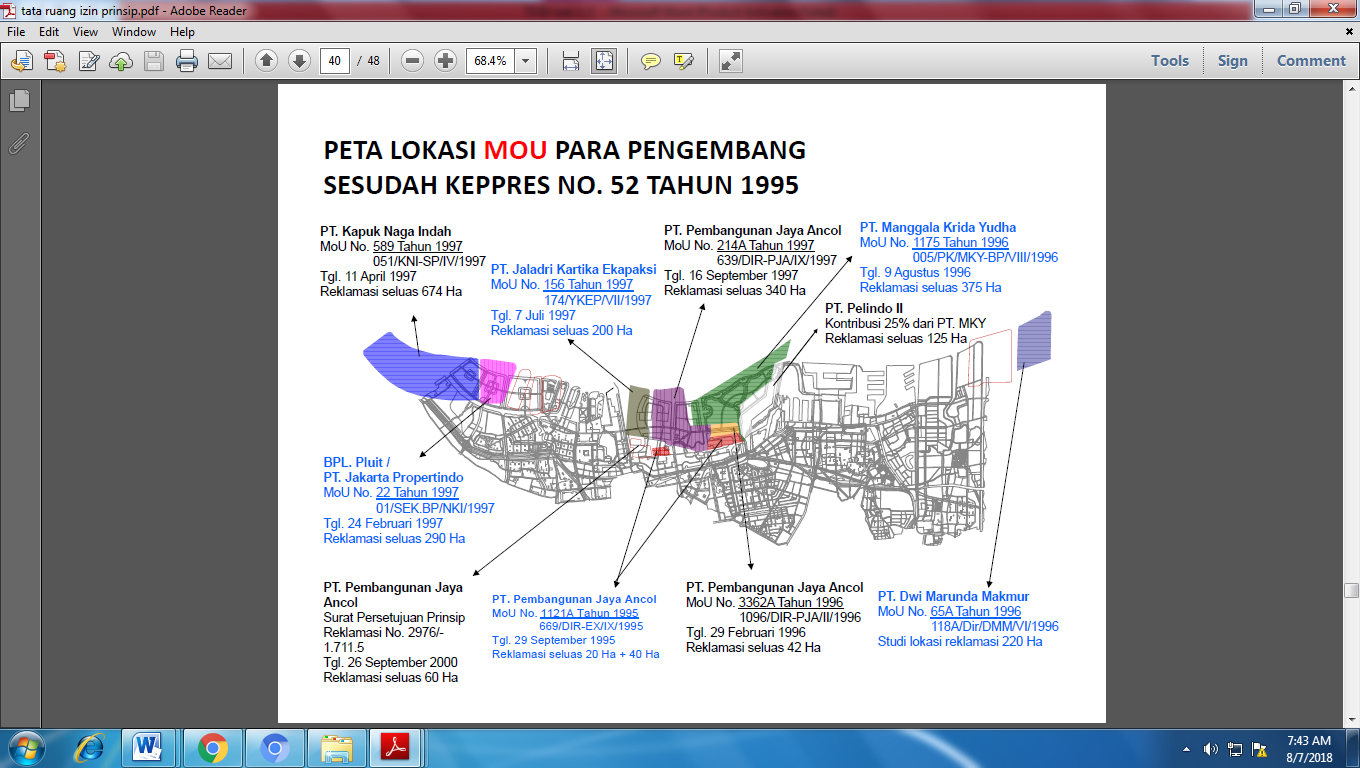 tata ruang izin prinsip.pdf - Adobe Reader
File Edit View Window Help
40 / 48 68.4% Tools Sign Comment
PETA LOKASI MOU PARA PENGEMBANG
SESUDAH KEPPRES NO. 52 TAHUN 1995
PT. Kapuk Naga Indah
MoU No. 589 Tahun 1997
051/KNI-SP/IV/1997
Tgl. 11 April 1997
Reklamasi seluas 674 Ha
PT. Jaladri Kartika Ekapaksi
MoU No. 156 Tahun 1997
174/YKEP/VII/1997
Tgl. 7 Juli 1997
Reklamasi seluas 200 Ha
PT. Pembangunan Jaya Ancol
MoU No. 214A Tahun 1997
639/DIR-PJA/IX/1997
Tgl. 16 September 1997
Reklamasi seluas 340 Ha
PT. Manggala Krida Yudha
MoU No. 1175 Tahun 1996
005/PK/MKY-BP/VIII/1996
Tgl. 9 Agustus 1996
Reklamasi seluas 375 Ha
PT. Pelindo II
Kontribusi 25% dari PT. MKY
Reklamasi seluas 125 Ha
BPL. Pluit /
PT. Jakarta Propertindo
MoU No. 22 Tahun 1997
01/SEK.BP/NKI/1997
Tgl. 24 Februari 1997
Reklamasi seluas 290 Ha
PT. Pembangunan Jaya
Ancol
Surat Persetujuan Prinsip
Reklamasi No. 2976/-
1.711.5
Tgl. 26 September 2000
Reklamasi seluas 60 Ha
PT. Pembangunan Jaya Ancol
MoU No. 1121A Tahun 1995
669/DIR-EX/IX/1995
Tgl. 29 September 1995
Reklamasi seluas 20 Ha + 40 Ha
PT. Pembangunan Jaya Ancol
MoU No. 3362A Tahun 1996
1096/DIR-PJA/II/1996
Tgl. 29 Februari 1996
Reklamasi seluas 42 Ha
PT. Dwi Marunda Makmur
MoU No. 65A Tahun 1996
118A/Dir/DMM/VI/1996
Studi lokasi reklamasi 220 Ha
7:43 AM
8/7/2018